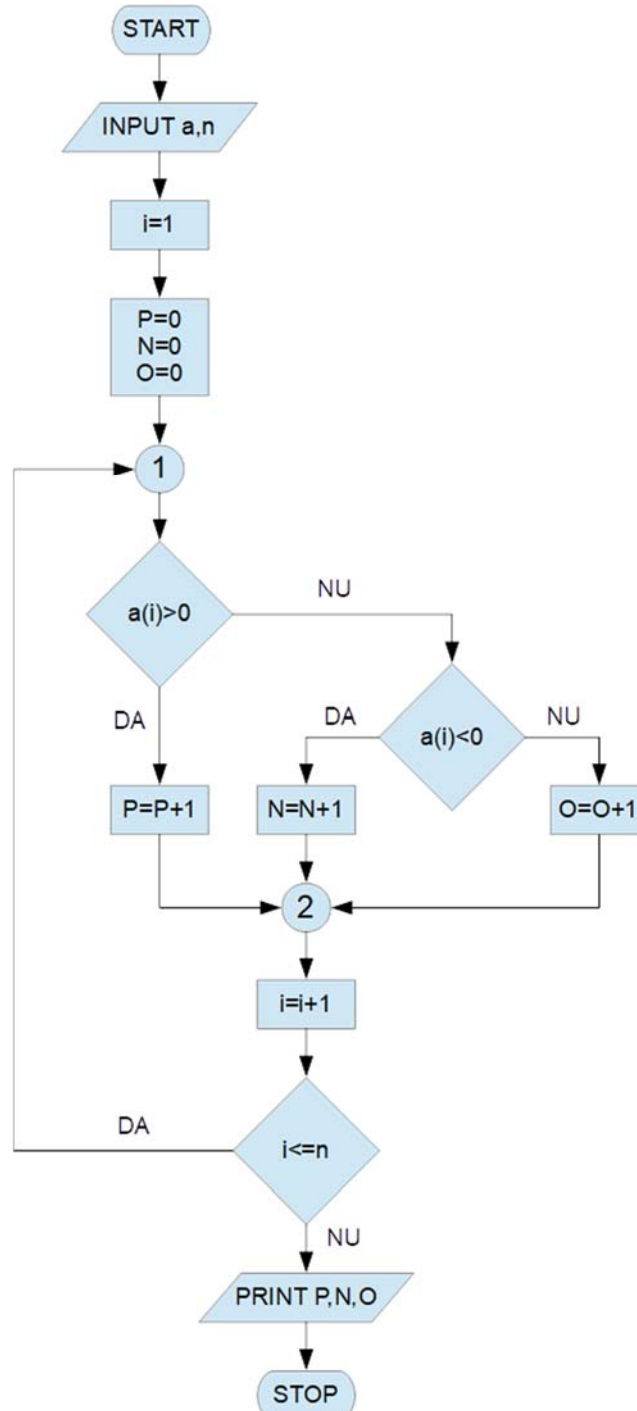 START
INPUT a,n
i=1
P=0
N=0
O=0
1
a(i)>0
NU
DA
a(i)<0
DA
NU
P=P+1
N=N+1
O=O+1
2
i=i+1
i<=n
DA
NU
PRINT P,N,O
STOP